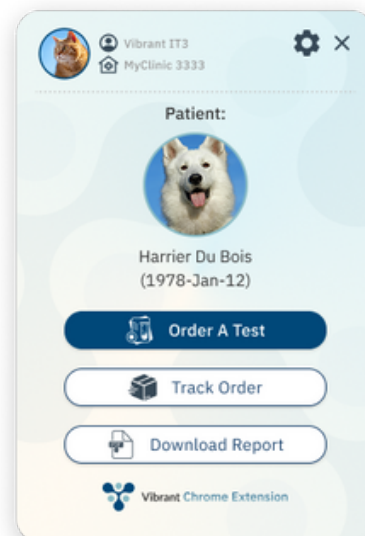 Vibrant IT3
MyClinic 3333
Patient:
Harrier Du Bois
(1978-Jan-12)
Order A Test
Track Order
Download Report
Vibrant Chrome Extension